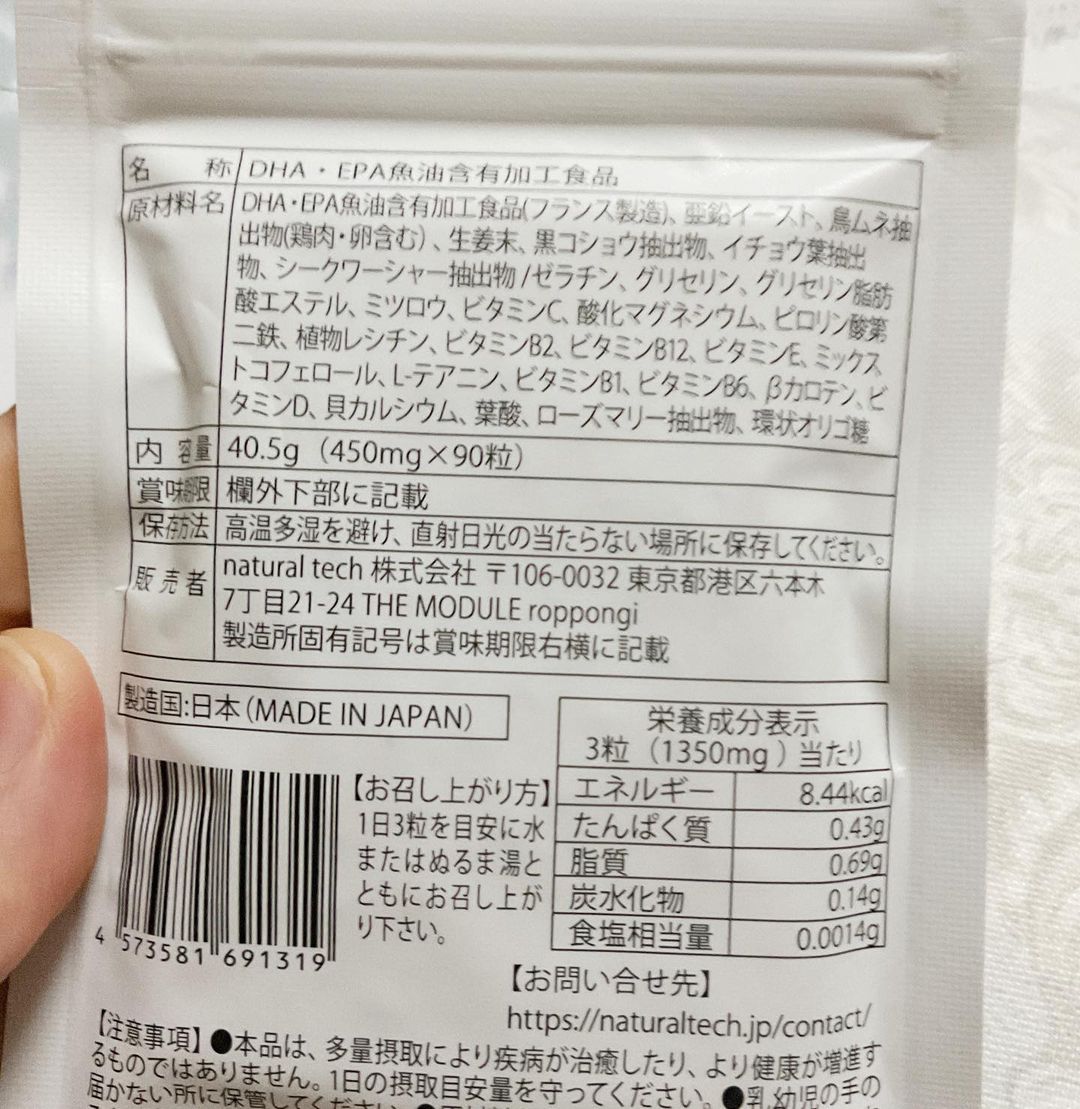 名 称 DHA・EPA魚油含有加工食品
原材料名 DHA・EPA魚油含有加工食品(フランス製造)、亜鉛イースト、鳥ムネ抽
出物(鶏肉・卵含む)、生姜末、黒コショウ抽出物、イチョウ葉抽出
物、シークワーシャー抽出物/ゼラチン、グリセリン、グリセリン脂肪
酸エステル、ミツロウ、ビタミンC、酸化マグネシウム、ピロリン酸第
二鉄、植物レシチン、ビタミンB2、ビタミンB12、ビタミンE、ミックス
トコフェロール、L-テアニン、ビタミンB1、ビタミンB6、βカロテン、ビ
タミンD、貝カルシウム、葉酸、ローズマリー抽出物、環状オリゴ糖
内 容量 40.5g（450mg×90粒）
賞味期限 欄外下部に記載
保存方法 高温多湿を避け、直射日光の当たらない場所に保存してください。
販売者 natural tech 株式会社 〒106-0032 東京都港区六本木
7丁目21-24 THE MODULE roppongi
製造所固有記号は賞味期限右横に記載
製造国:日本(MADE IN JAPAN)
栄養成分表示
3粒（1350mg）当たり
エネルギー 8.44kcal
たんぱく質 0.43g
脂質 0.69g
炭水化物 0.14g
食塩相当量 0.0014g
【お召し上がり方】
1日3粒を目安に水
またはぬるま湯と
ともにお召し上が
り下さい。
4 573581 691319
【お問い合せ先】
https://naturaltech.jp/contact/
【注意事項】●本品は、多量摂取により疾病が治癒したり、より健康が増進す
るものではありません。1日の摂取目安量を守ってください。●乳幼児の手の
届かない所に保管してください。